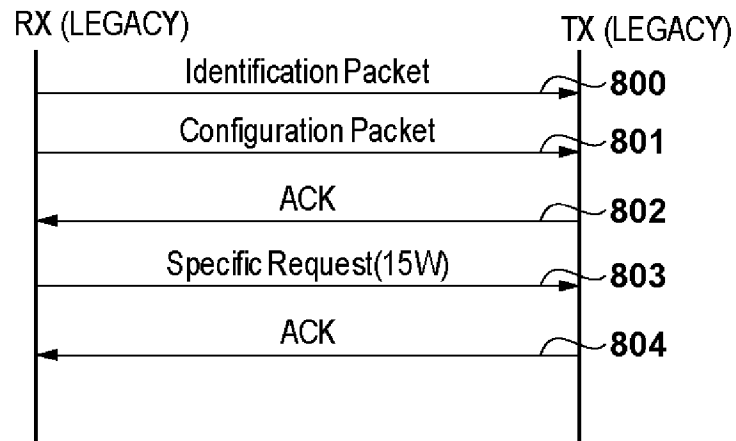 RX (LEGACY)
TX (LEGACY)
Identification Packet
800
Configuration Packet
801
ACK
802
Specific Request(15W)
803
ACK
804